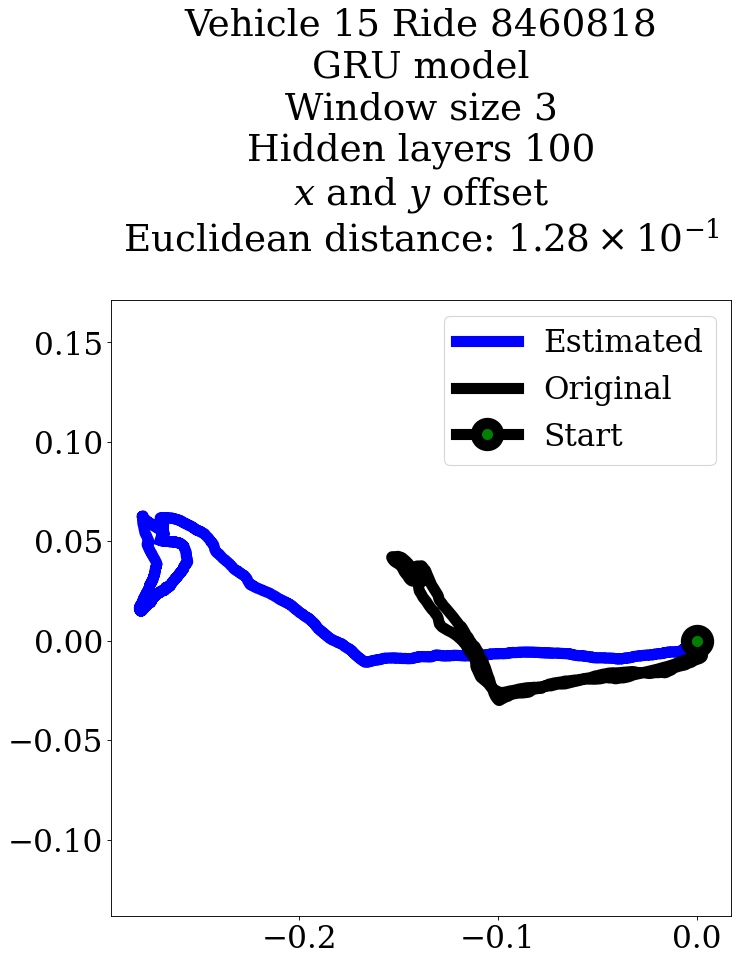 Vehicle 15 Ride 8460818
GRU model
Window size 3
Hidden layers 100
x and y offset
Euclidean distance: 1.28 × 10⁻¹
Estimated
Original
Start
0.15
0.10
0.05
0.00
−0.05
−0.10
−0.2 −0.1 0.0